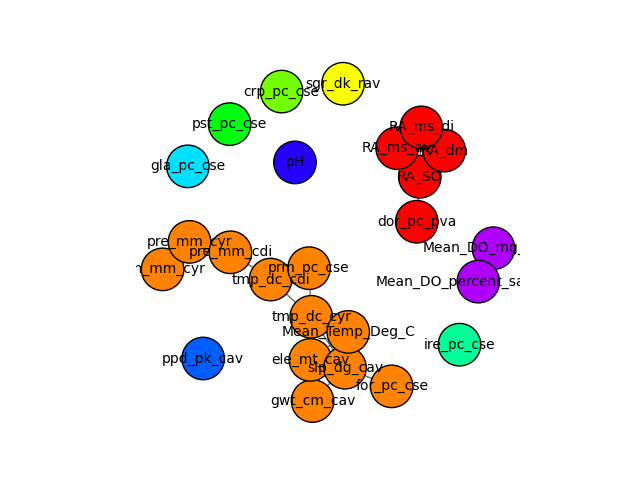 sgr_dk_rav
crp_pc_cse
pst_pc_cse
RA_ms_di
RA_ms_av
RA_dm
pH
gla_pc_cse
RA_SO
dor_pc_pva
pre_mm_cyr
Mean_DO_mg_
pre_mm_cdi
prm_pc_cse
_mm_cyr
tmp_dc_cdi
Mean_DO_percent_sa
tmp_dc_cyr
Mean_Temp_Deg_C
ire_pc_cse
ppd_pk_cav
ele_mt_cav
slp_dg_cav
for_pc_cse
gwt_cm_cav